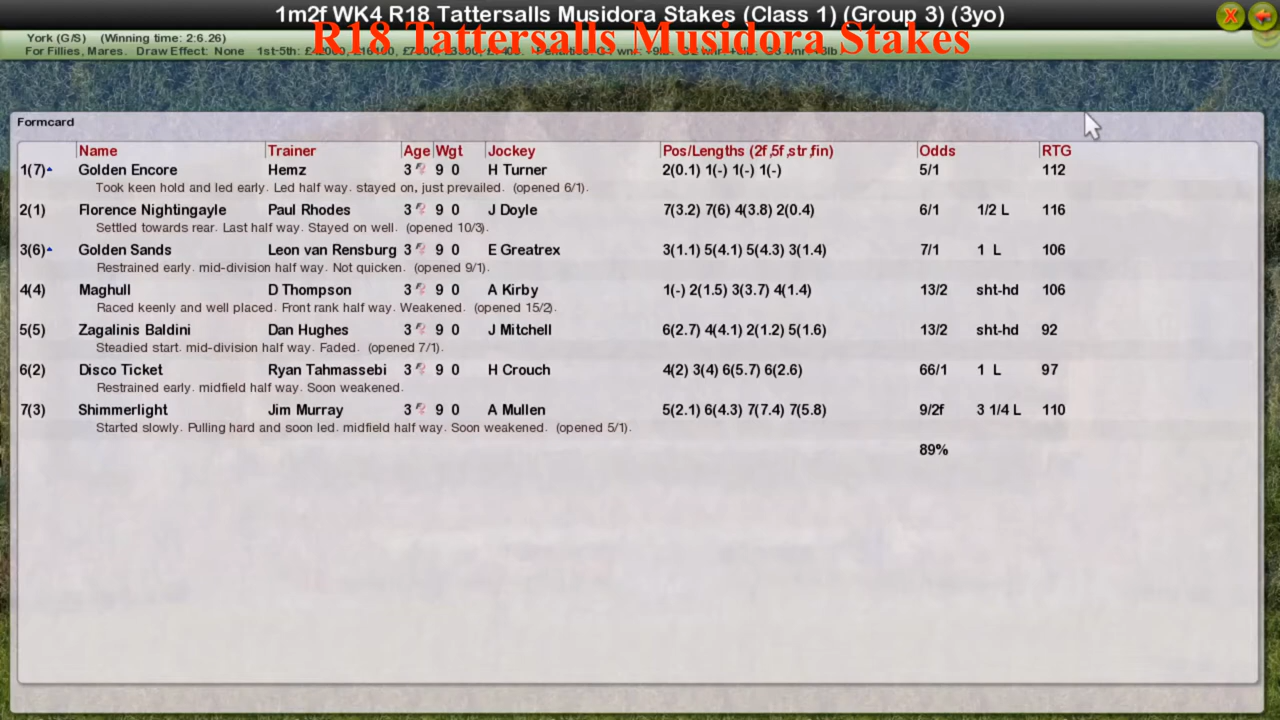 1m2f WK4 R18 Tattersalls Musidora Stakes (Class 1) (Group 3) (3yo)
R18 Tattersalls Musidora Stakes
York (G/S) (Winning time: 2:6.26)
For Fillies, Mares. Draw Effect: None 1st-5th:
Formcard
Name Trainer Age Wgt Jockey Pos/Lengths (2f,5f,str,fin) Odds RTG
1(7) Golden Encore Hemz 3 9 0 H Turner 2(0.1) 1(-) 1(-) 1(-) 5/1 112
Took keen hold and led early. Led half way. stayed on, just prevailed. (opened 6/1).
2(1) Florence Nightingayle Paul Rhodes 3 9 0 J Doyle 7(3.2) 7(6) 4(3.8) 2(0.4) 6/1 1/2 L 116
Settled towards rear. Last half way. Stayed on well. (opened 10/3).
3(6) Golden Sands Leon van Rensburg 3 9 0 E Greatrex 3(1.1) 5(4.1) 5(4.3) 3(1.4) 7/1 1 L 106
Restrained early. mid-division half way. Not quicken. (opened 9/1).
4(4) Maghull D Thompson 3 9 0 A Kirby 1(-) 2(1.5) 3(3.7) 4(1.4) 13/2 sht-hd 106
Raced keenly and well placed. Front rank half way. Weakened. (opened 15/2).
5(5) Zagalinis Baldini Dan Hughes 3 9 0 J Mitchell 6(2.7) 4(4.1) 2(1.2) 5(1.6) 13/2 sht-hd 92
Steadied start. mid-division half way. Faded. (opened 7/1).
6(2) Disco Ticket Ryan Tahmassebi 3 9 0 H Crouch 4(2) 3(4) 6(5.7) 6(2.6) 66/1 1 L 97
Restrained early. midfield half way. Soon weakened.
7(3) Shimmerlight Jim Murray 3 9 0 A Mullen 5(2.1) 6(4.3) 7(7.4) 7(5.8) 9/2f 3 1/4 L 110
Started slowly. Pulling hard and soon led. midfield half way. Soon weakened. (opened 5/1).
89%